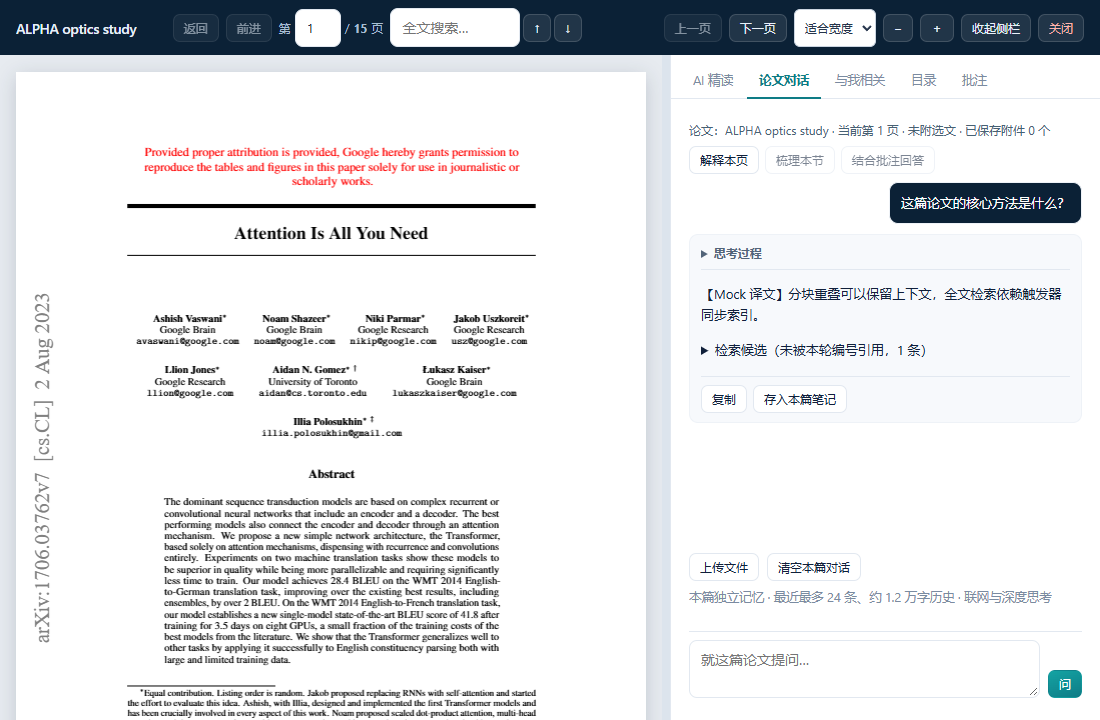 ALPHA optics study 返回 前进 第 1 / 15 页 全文搜索... ↑ ↓ 上一页 下一页 适合宽度 − + 收起侧栏 关闭
Provided proper attribution is provided, Google hereby grants permission to
reproduce the tables and figures in this paper solely for use in journalistic or
scholarly works.
Attention Is All You Need
Ashish Vaswani* Noam Shazeer* Niki Parmar* Jakob Uszkoreit*
Google Brain Google Brain Google Research Google Research
avaswani@google.com noam@google.com nikip@google.com usz@google.com
Llion Jones* Aidan N. Gomez* † Łukasz Kaiser*
Google Research University of Toronto Google Brain
llion@google.com aidan@cs.toronto.edu lukaszkaiser@google.com
Illia Polosukhin* ‡
illia.polosukhin@gmail.com
Abstract
The dominant sequence transduction models are based on complex recurrent or
convolutional neural networks that include an encoder and a decoder. The best
performing models also connect the encoder and decoder through an attention
mechanism. We propose a new simple network architecture, the Transformer,
based solely on attention mechanisms, dispensing with recurrence and convolutions
entirely. Experiments on two machine translation tasks show these models to
be superior in quality while being more parallelizable and requiring significantly
less time to train. Our model achieves 28.4 BLEU on the WMT 2014 English-
to-German translation task, improving over the existing best results, including
ensembles, by over 2 BLEU. On the WMT 2014 English-to-French translation task,
our model establishes a new single-model state-of-the-art BLEU score of 41.8 after
training for 3.5 days on eight GPUs, a small fraction of the training costs of the
best models from the literature. We show that the Transformer generalizes well to
other tasks by applying it successfully to English constituency parsing both with
large and limited training data.
*Equal contribution. Listing order is random. Jakob proposed replacing RNNs with self-attention and started
the effort to evaluate this idea. Ashish, with Illia, designed and implemented the first Transformer models and
has been crucially involved in every aspect of this work. Noam proposed scaled dot-product attention, multi-head
arXiv:1706.03762v7 [cs.CL] 2 Aug 2023
AI 精读 论文对话 与我相关 目录 批注
论文：ALPHA optics study · 当前第 1 页 · 未附选文 · 已保存附件 0 个
解释本页 梳理本节 结合批注回答
这篇论文的核心方法是什么？
▶ 思考过程
【Mock 译文】分块重叠可以保留上下文，全文检索依赖触发器
同步索引。
▶ 检索候选（未被本轮编号引用，1 条）
复制 存入本篇笔记
上传文件 清空本篇对话
本篇独立记忆 · 最近最多 24 条、约 1.2 万字历史 · 联网与深度思考
就这篇论文提问...
问